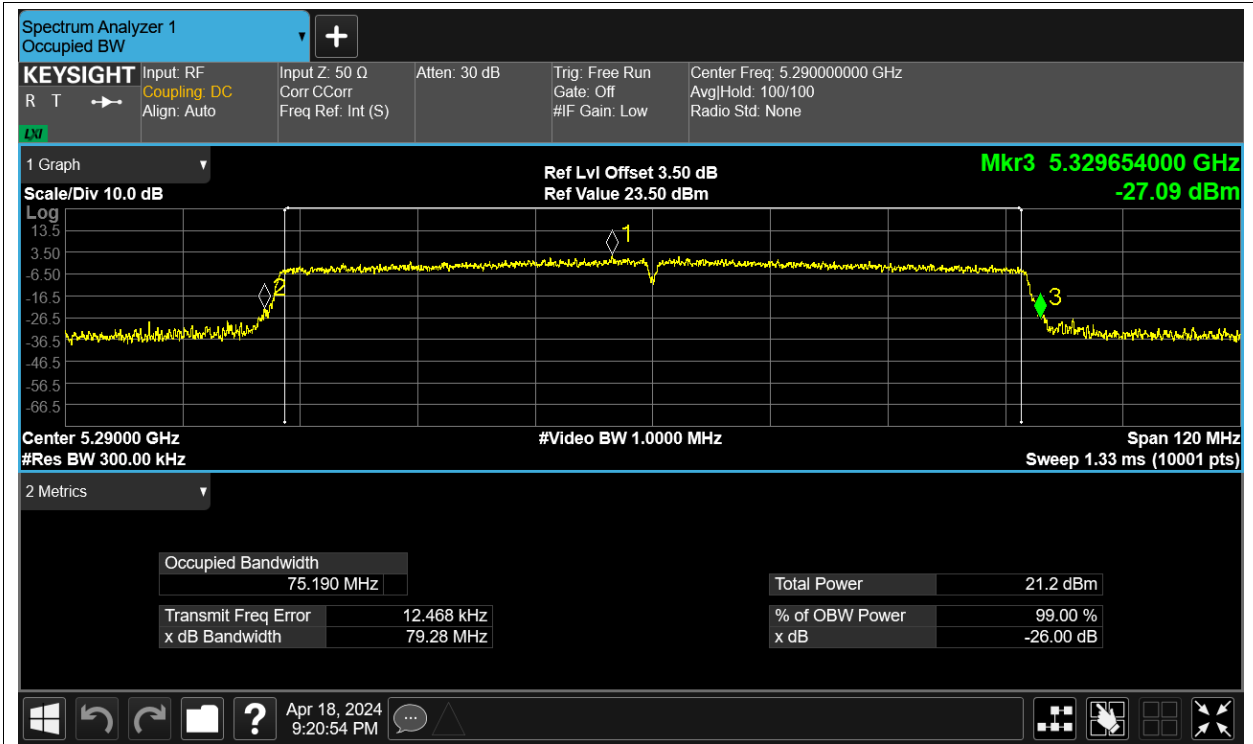 Spectrum Analyzer 1
Occupied BW
KEYSIGHT
R T
LXI
Input: RF
Coupling: DC
Align: Auto
Input Z: 50 Ω
Corr CCorr
Freq Ref: Int (S)
Atten: 30 dB
Trig: Free Run
Gate: Off
#IF Gain: Low
Center Freq: 5.290000000 GHz
Avg|Hold: 100/100
Radio Std: None
1 Graph
Scale/Div 10.0 dB
Ref Lvl Offset 3.50 dB
Ref Value 23.50 dBm
Mkr3 5.329654000 GHz
-27.09 dBm
Log
13.5
3.50
-6.50
-16.5
-26.5
-36.5
-46.5
-56.5
-66.5
1
2
3
Center 5.29000 GHz
#Video BW 1.0000 MHz
Span 120 MHz
#Res BW 300.00 kHz
Sweep 1.33 ms (10001 pts)
2 Metrics
Occupied Bandwidth
75.190 MHz
Total Power 21.2 dBm
Transmit Freq Error 12.468 kHz
% of OBW Power 99.00 %
x dB Bandwidth 79.28 MHz
x dB -26.00 dB
?
Apr 18, 2024
9:20:54 PM